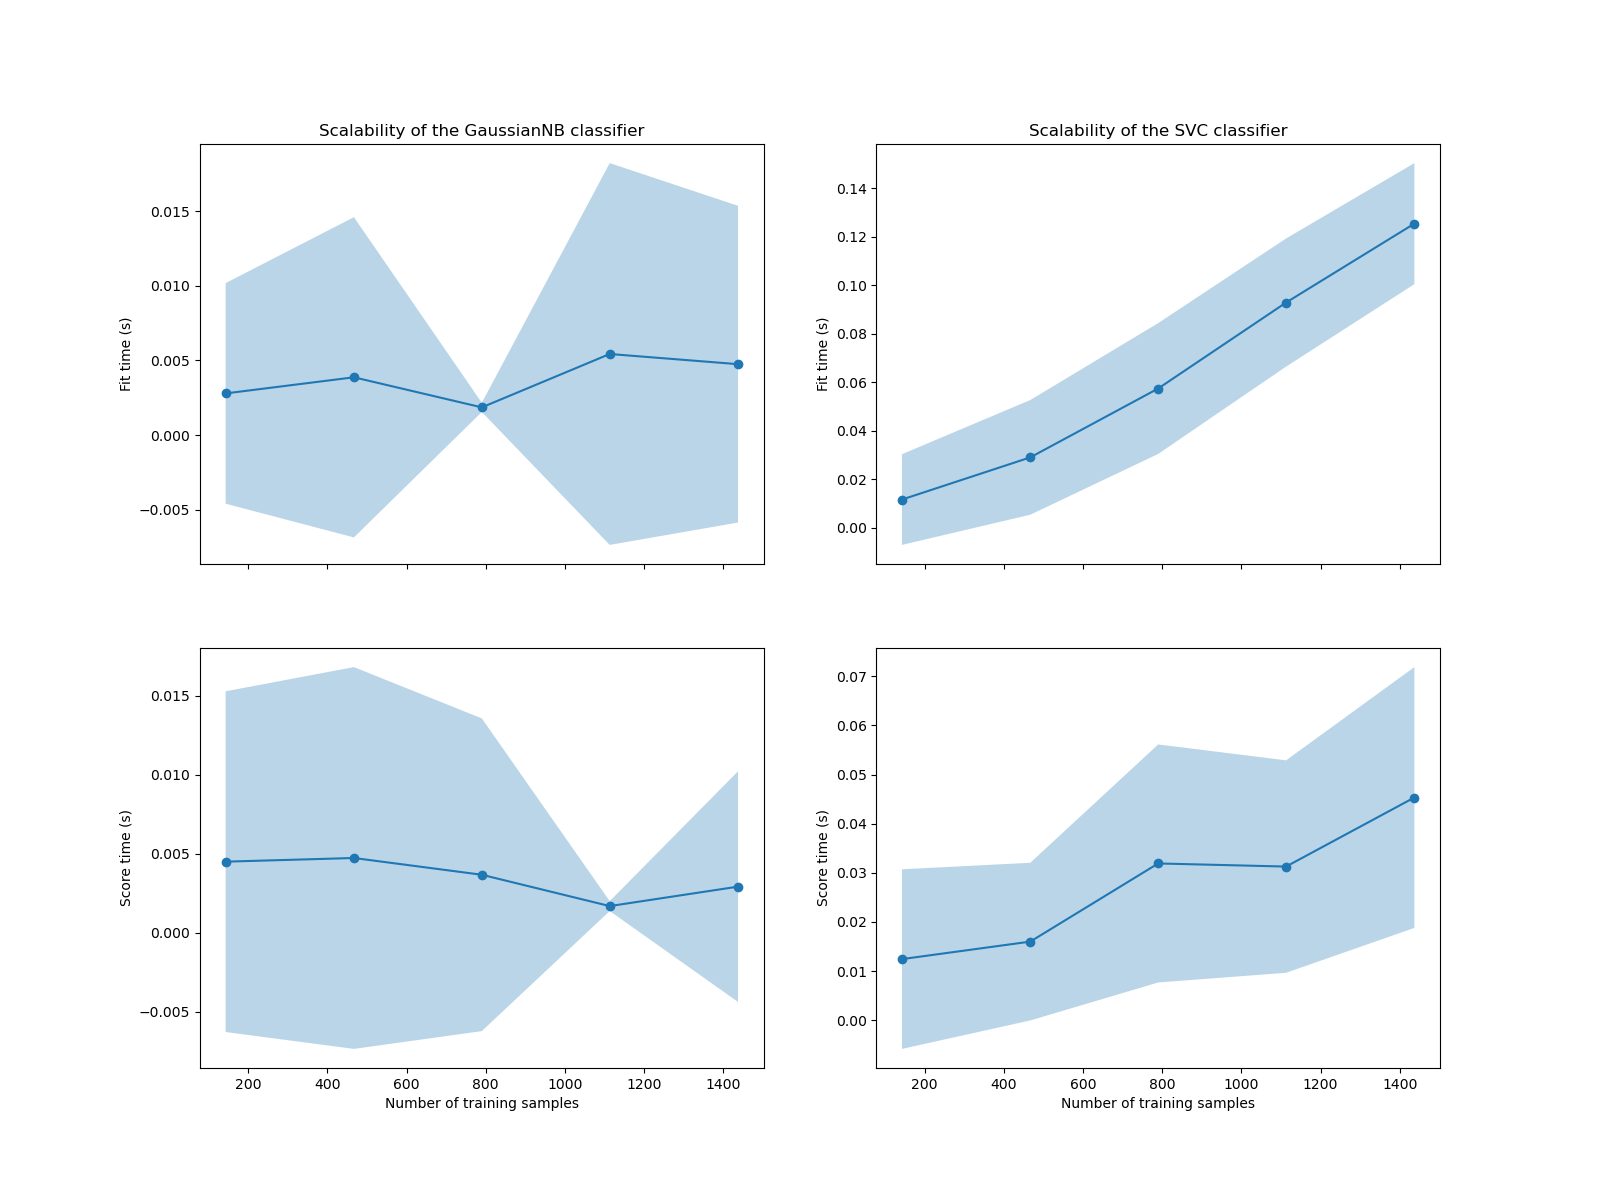 Scalability of the GaussianNB classifier
0.015
0.010
0.005
0.000
−0.005
Fit time (s)
Scalability of the SVC classifier
0.14
0.12
0.10
0.08
0.06
0.04
0.02
0.00
Fit time (s)
0.015
0.010
0.005
0.000
−0.005
Score time (s)
200 400 600 800 1000 1200 1400
Number of training samples
0.07
0.06
0.05
0.04
0.03
0.02
0.01
0.00
Score time (s)
200 400 600 800 1000 1200 1400
Number of training samples